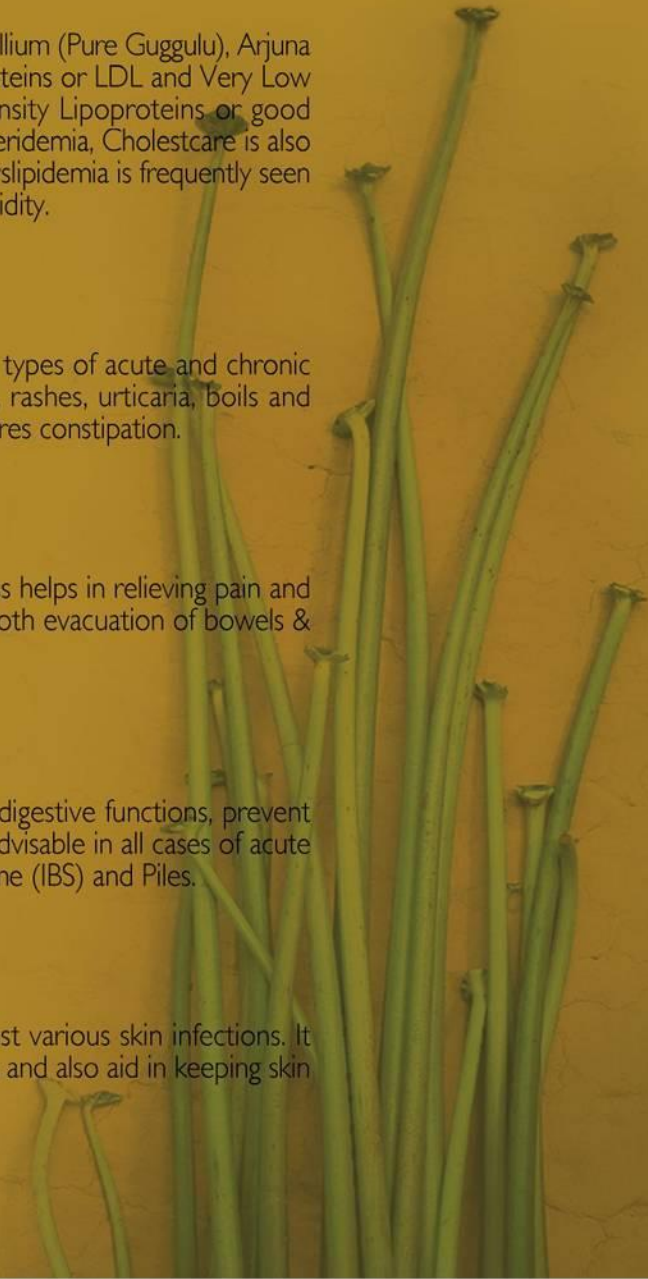 llium (Pure Guggulu), Arjuna
teins or LDL and Very Low
nsity Lipoproteins or good
eridemia, Cholestcare is also
slipidemia is frequently seen
idity.
types of acute and chronic
rashes, urticaria, boils and
res constipation.
s helps in relieving pain and
oth evacuation of bowels &
digestive functions, prevent
dvisable in all cases of acute
ne (IBS) and Piles.
st various skin infections. It
and also aid in keeping skin